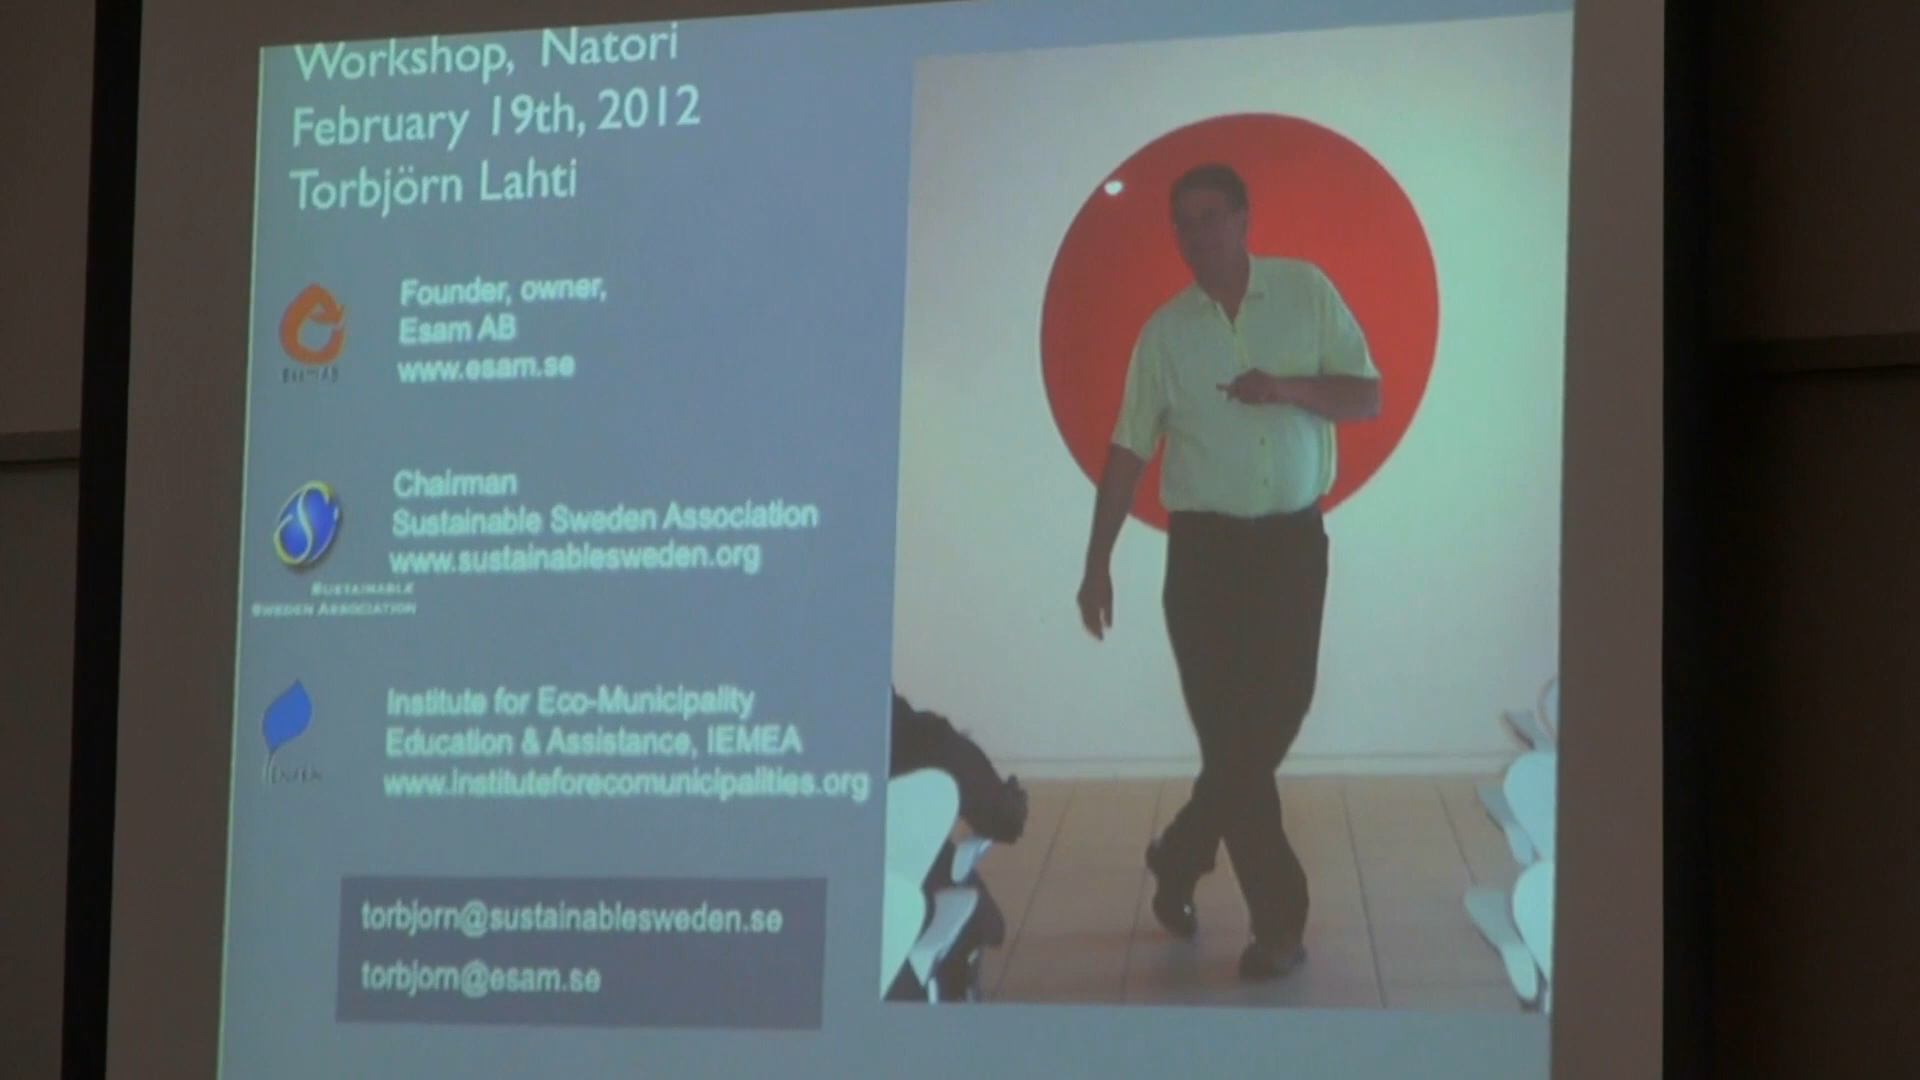 Workshop, Natori
February 19th, 2012
Torbjörn Lahti
Founder, owner,
Esam AB
www.esam.se
Chairman
Sustainable Sweden Association
www.sustainablesweden.org
SUSTAINABLE
SWEDEN ASSOCIATION
Institute for Eco-Municipality
Education & Assistance, IEMEA
www.instituteforecomunicipalities.org
torbjorn@sustainablesweden.se
torbjorn@esam.se